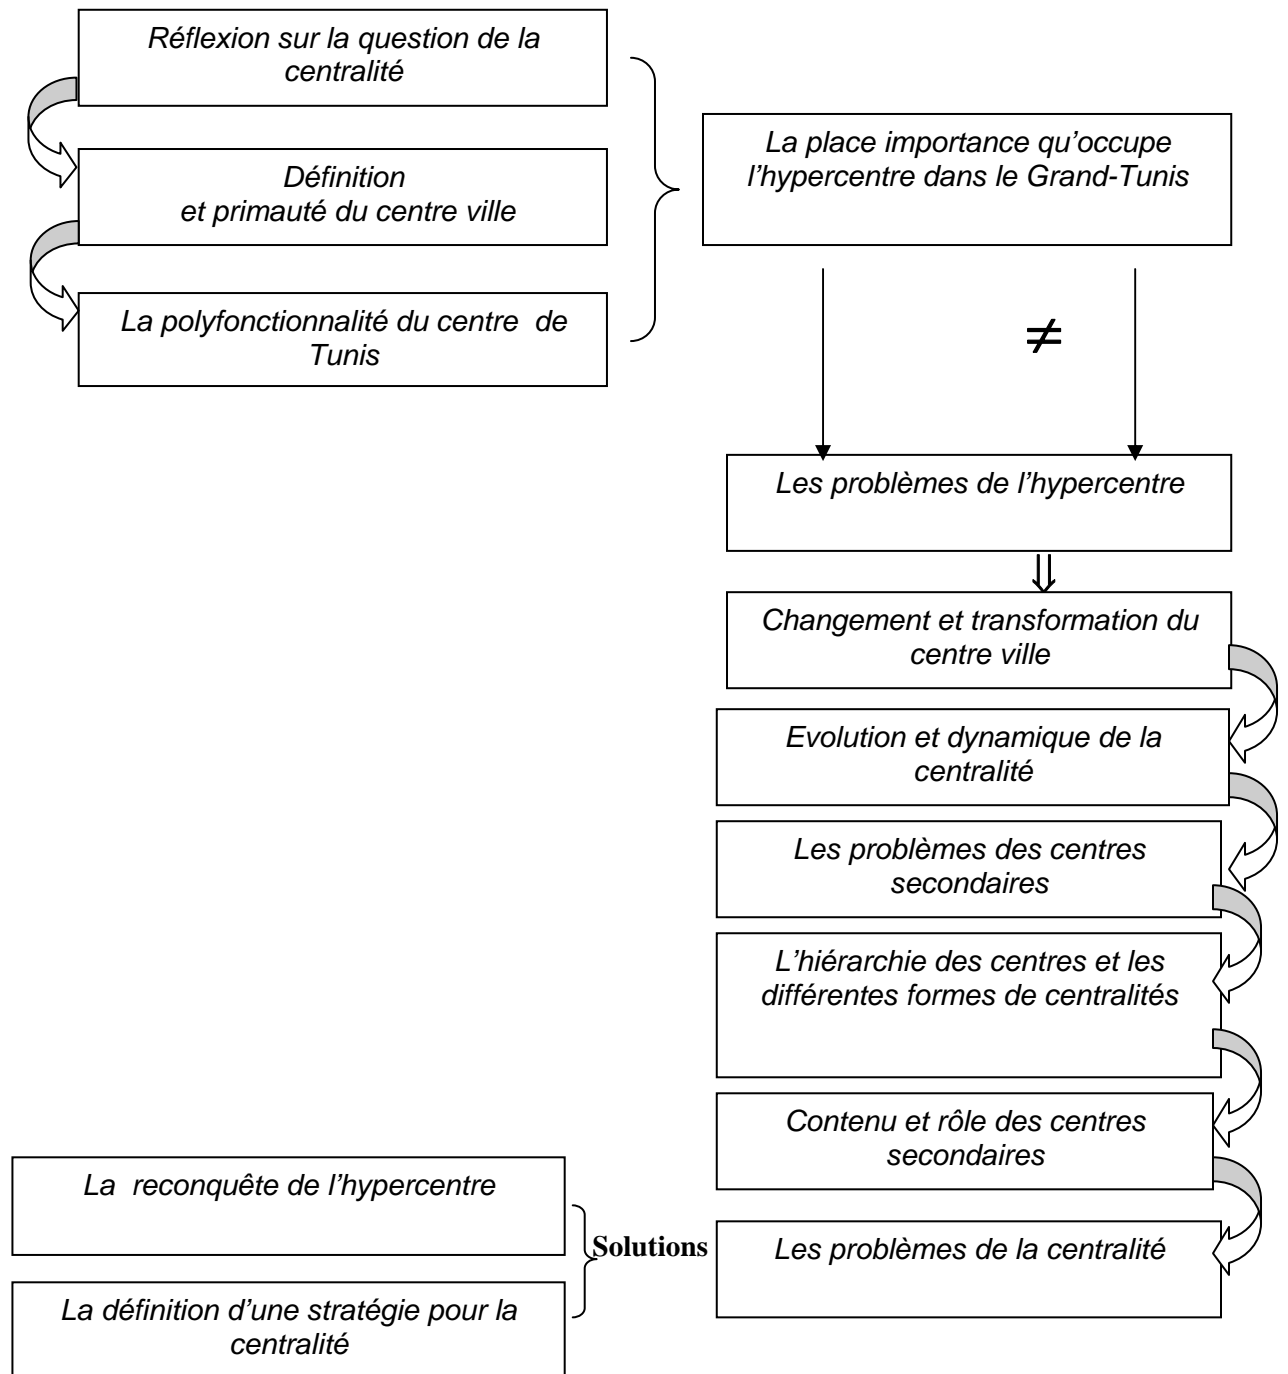 Réflexion sur la question de la
centralité
Définition
et primauté du centre ville
La polyfonctionnalité du centre de
Tunis
La place importance qu'occupe
l'hypercentre dans le Grand-Tunis
≠
Les problèmes de l'hypercentre
⇓
Changement et transformation du
centre ville
Evolution et dynamique de la
centralité
Les problèmes des centres
secondaires
L'hiérarchie des centres et les
différentes formes de centralités
Contenu et rôle des centres
secondaires
Les problèmes de la centralité
Solutions
La reconquête de l'hypercentre
La définition d'une stratégie pour la
centralité